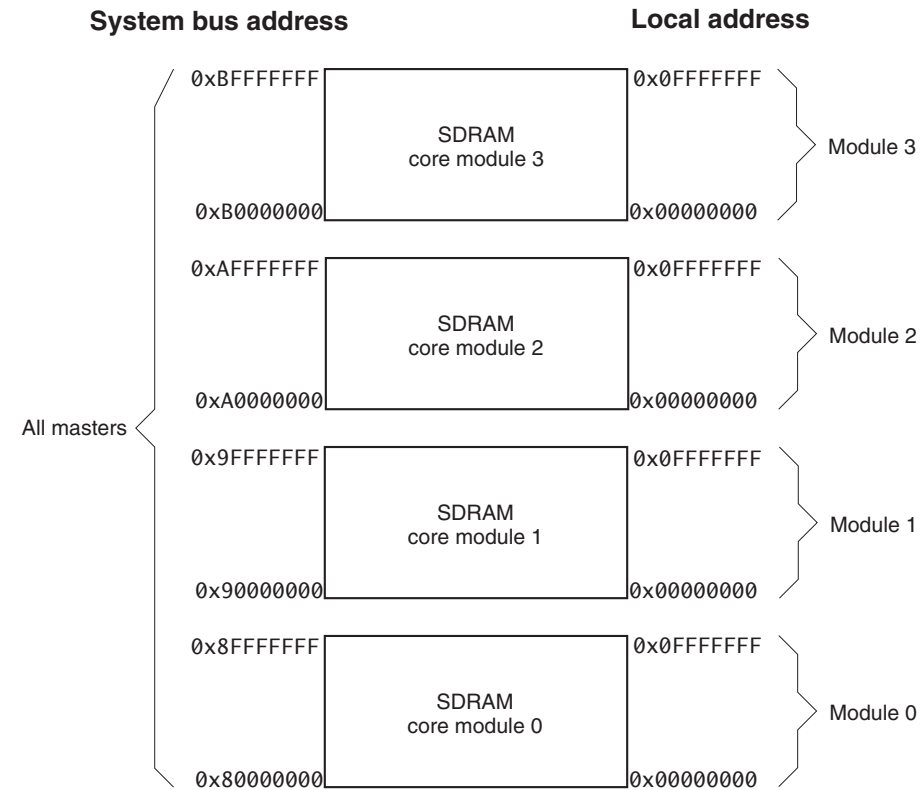 System bus address
Local address
0xBFFFFFFF
0x0FFFFFFF
SDRAM
core module 3
Module 3
0xB0000000
0x00000000
0xAFFFFFFF
0x0FFFFFFF
SDRAM
core module 2
Module 2
0xA0000000
0x00000000
All masters
0x9FFFFFFF
0x0FFFFFFF
SDRAM
core module 1
Module 1
0x90000000
0x00000000
0x8FFFFFFF
0x0FFFFFFF
SDRAM
core module 0
Module 0
0x80000000
0x00000000